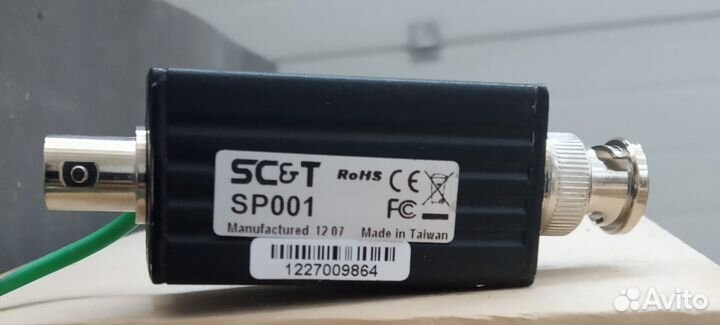 SC&T RoHS CE
SP001 FC
Manufactured 12 07 Made in Taiwan
1227009864
Avito